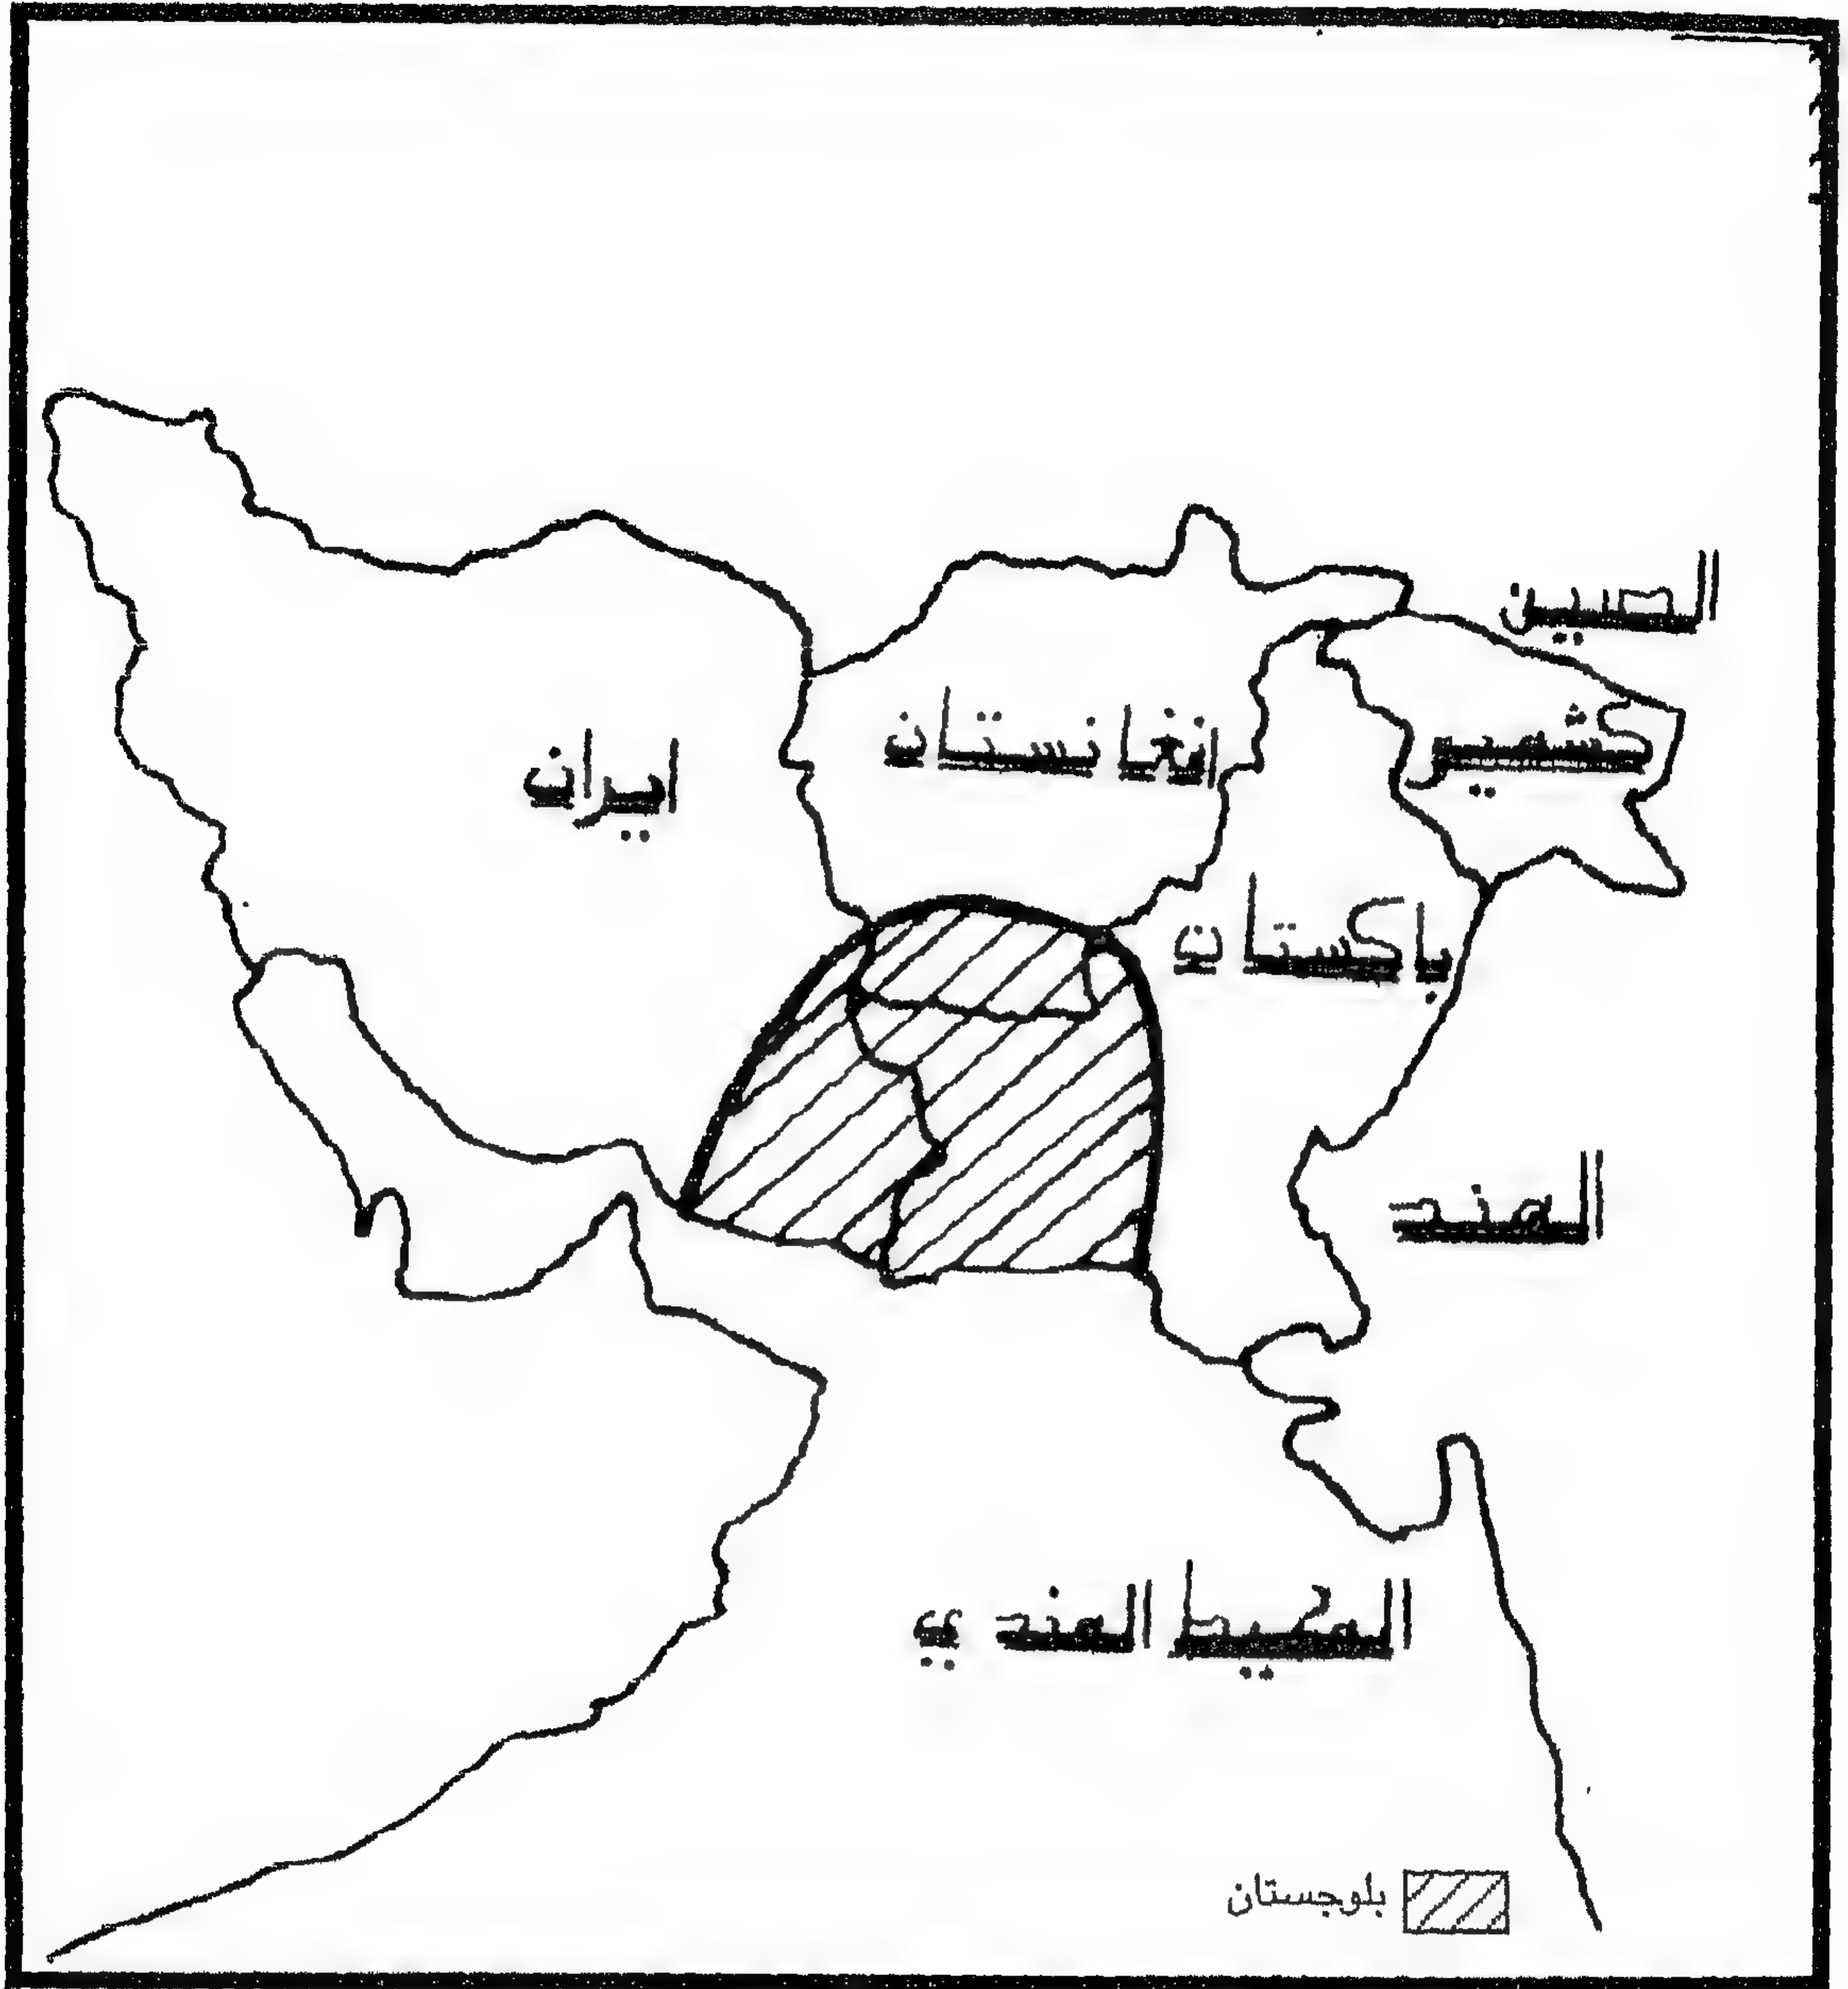 الصين
كشمير
افغانستان
ايران
باكستان
الهند
المحيط الهندي
بلوجستان